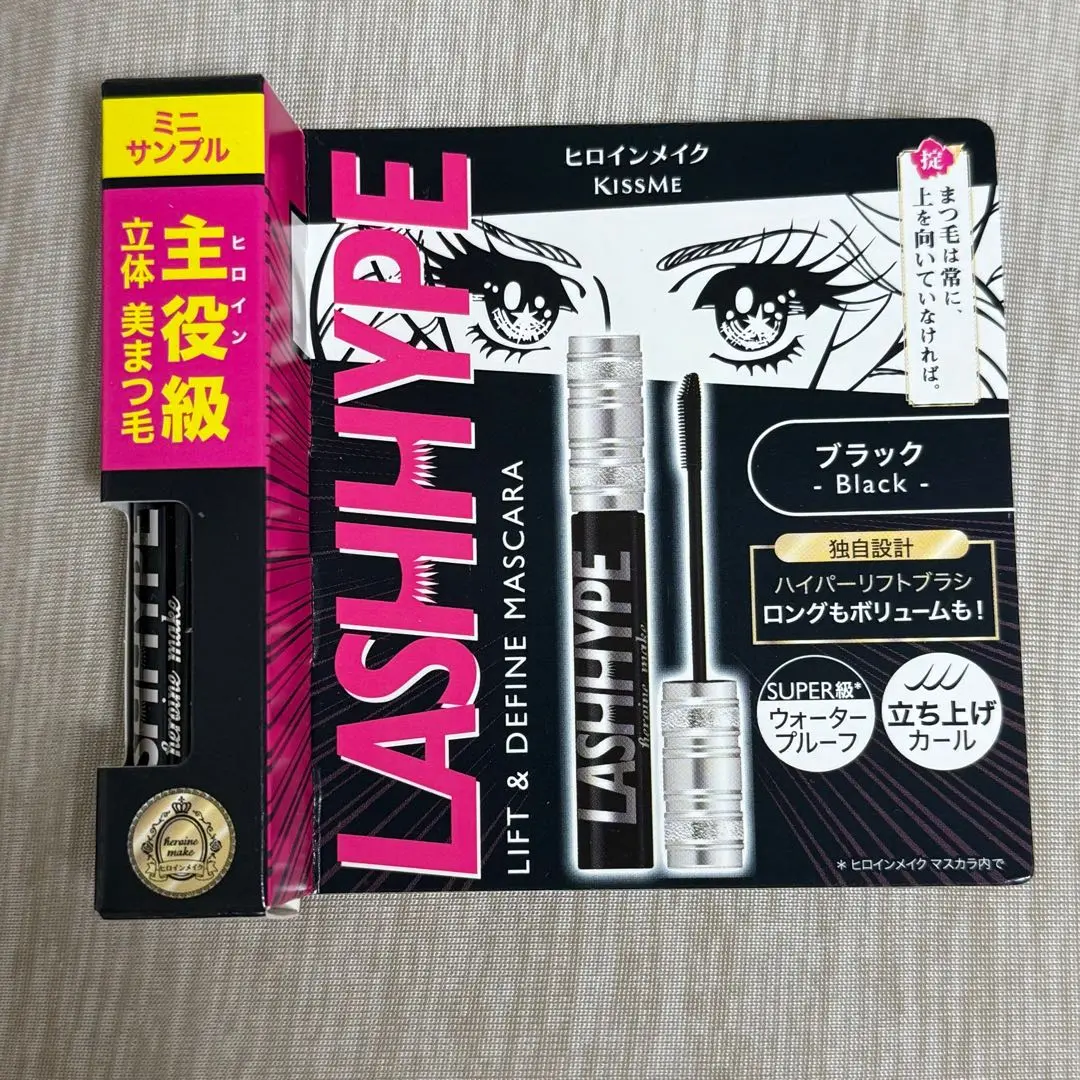 ミニ
サンプル
主役級
ヒロイン
立体 美まつ毛
LASHHYPE
heroine make
heroine
make
ヒロインメイク
LASHHYPE
LIFT & DEFINE MASCARA
ヒロインメイク
KISSME
掟
まつ毛は常に、
上を向いていなければ。
LASHHYPE
heroine make
ブラック
- Black -
独自設計
ハイパーリフトブラシ
ロングもボリュームも!
SUPER級*
ウォーター
プルーフ
立ち上げ
カール
*ヒロインメイク マスカラ内で